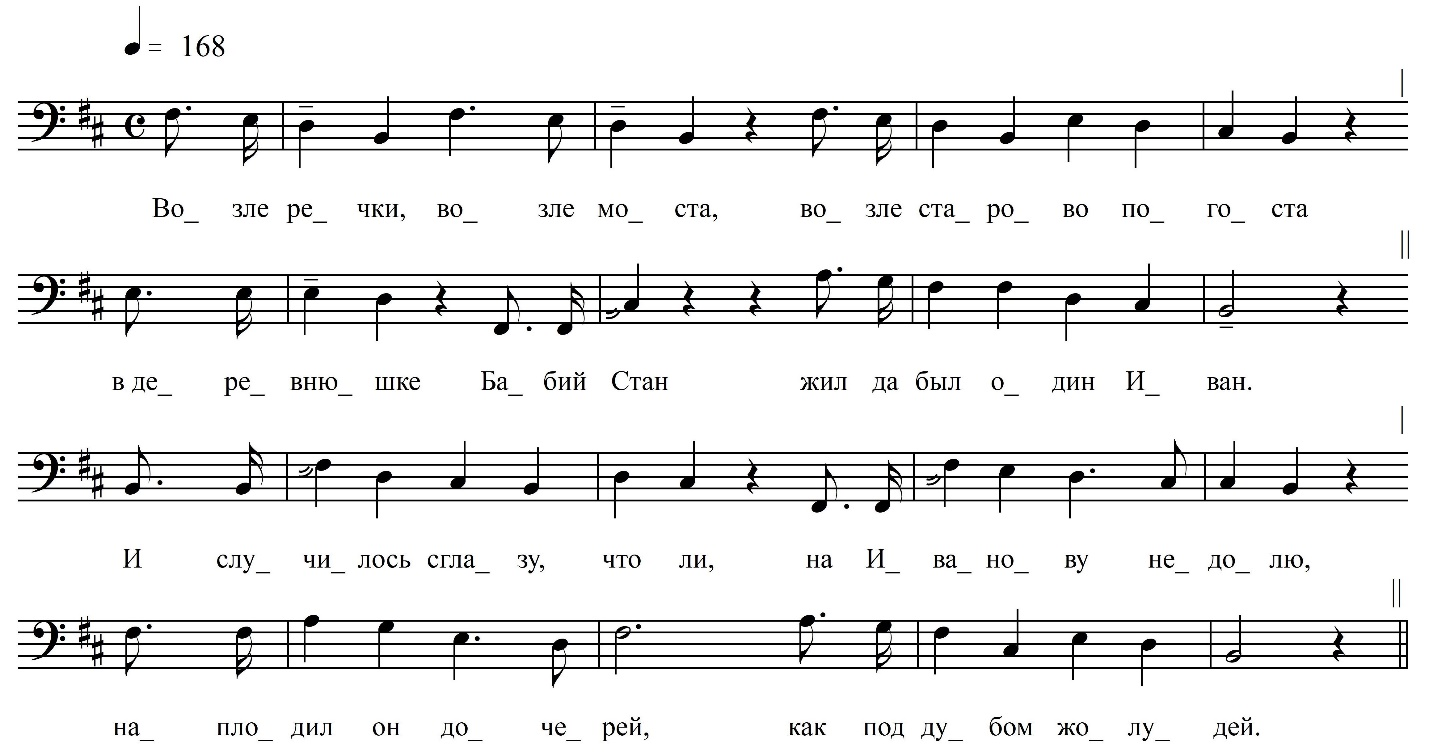 = 168
Во_ зле ре_ чки, во_ зле мо_ ста, во_ зле ста_ ро_ во по_ го_ ста
в де_ ре_ вню_ шке Ба_ бий Стан жил да был о_ дин И_ ван.
И слу_ чи_ лось сгла_ зу, что ли, на И_ ва_ но_ ву не_ до_ лю,
на_ пло_ дил он до_ че_ рей, как под ду_ бом жо_ лу_ дей.